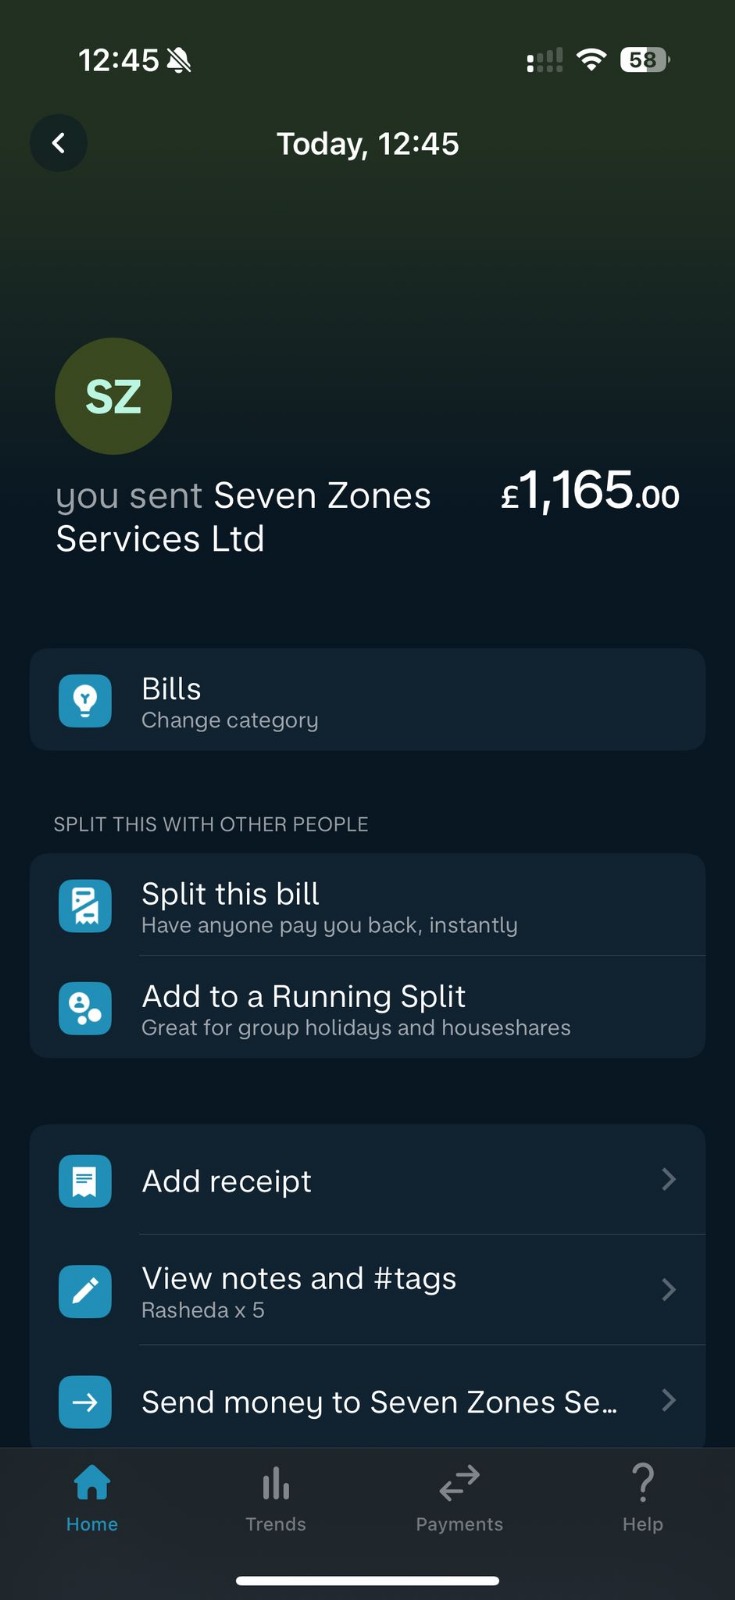 12:45
58
Today, 12:45
SZ
you sent Seven Zones £1,165.00
Services Ltd
Bills
Change category
SPLIT THIS WITH OTHER PEOPLE
Split this bill
Have anyone pay you back, instantly
Add to a Running Split
Great for group holidays and houseshares
Add receipt
View notes and #tags
Rasheda x 5
Send money to Seven Zones Se...
Home Trends Payments Help